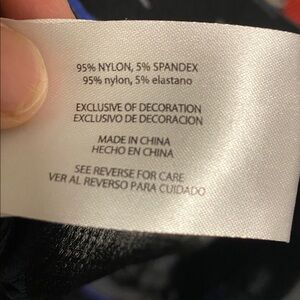 95% NYLON, 5% SPANDEX
95% nylon, 5% elastano
EXCLUSIVE OF DECORATION
EXCLUSIVO DE DECORACION
MADE IN CHINA
HECHO EN CHINA
SEE REVERSE FOR CARE
VER AL REVERSO PARA CUIDADO